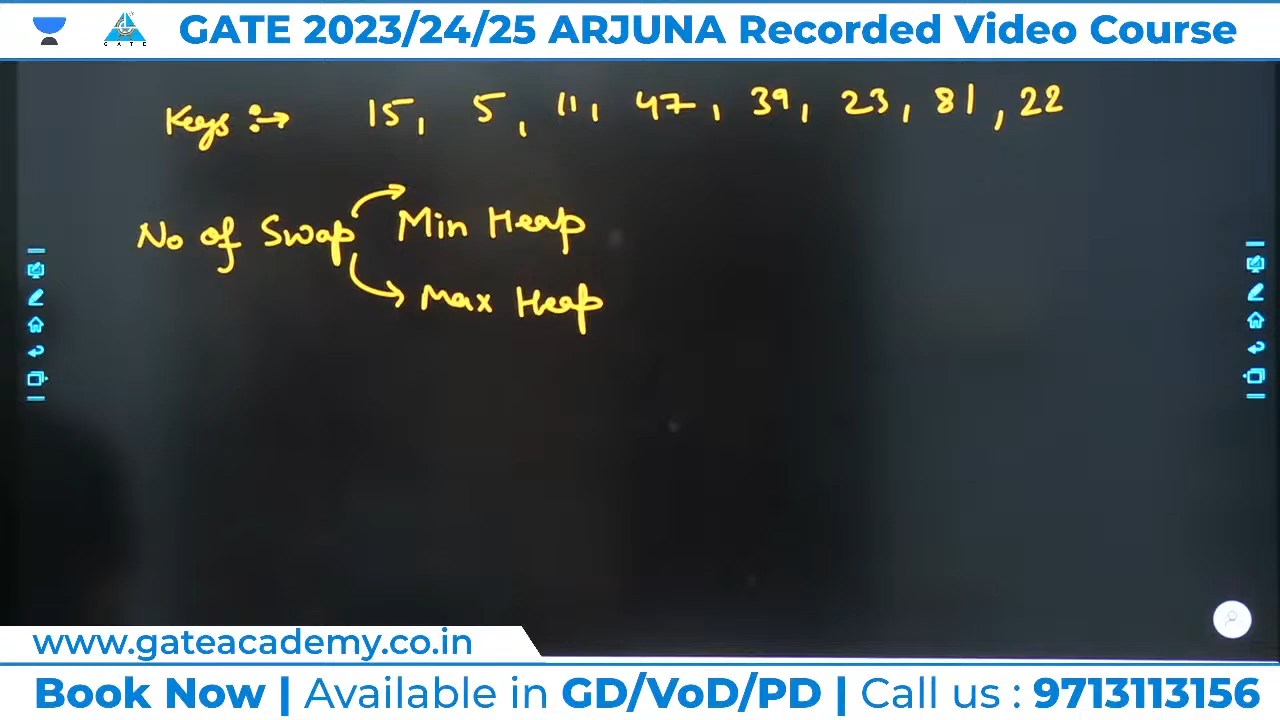 GATE 2023/24/25 ARJUNA Recorded Video Course
GATE
Keys :→ 15, 5, 11, 47, 39, 23, 81, 22
No of Swap
Min Heap
Max Heap
www.gateacademy.co.in
Book Now | Available in GD/VoD/PD | Call us : 9713113156